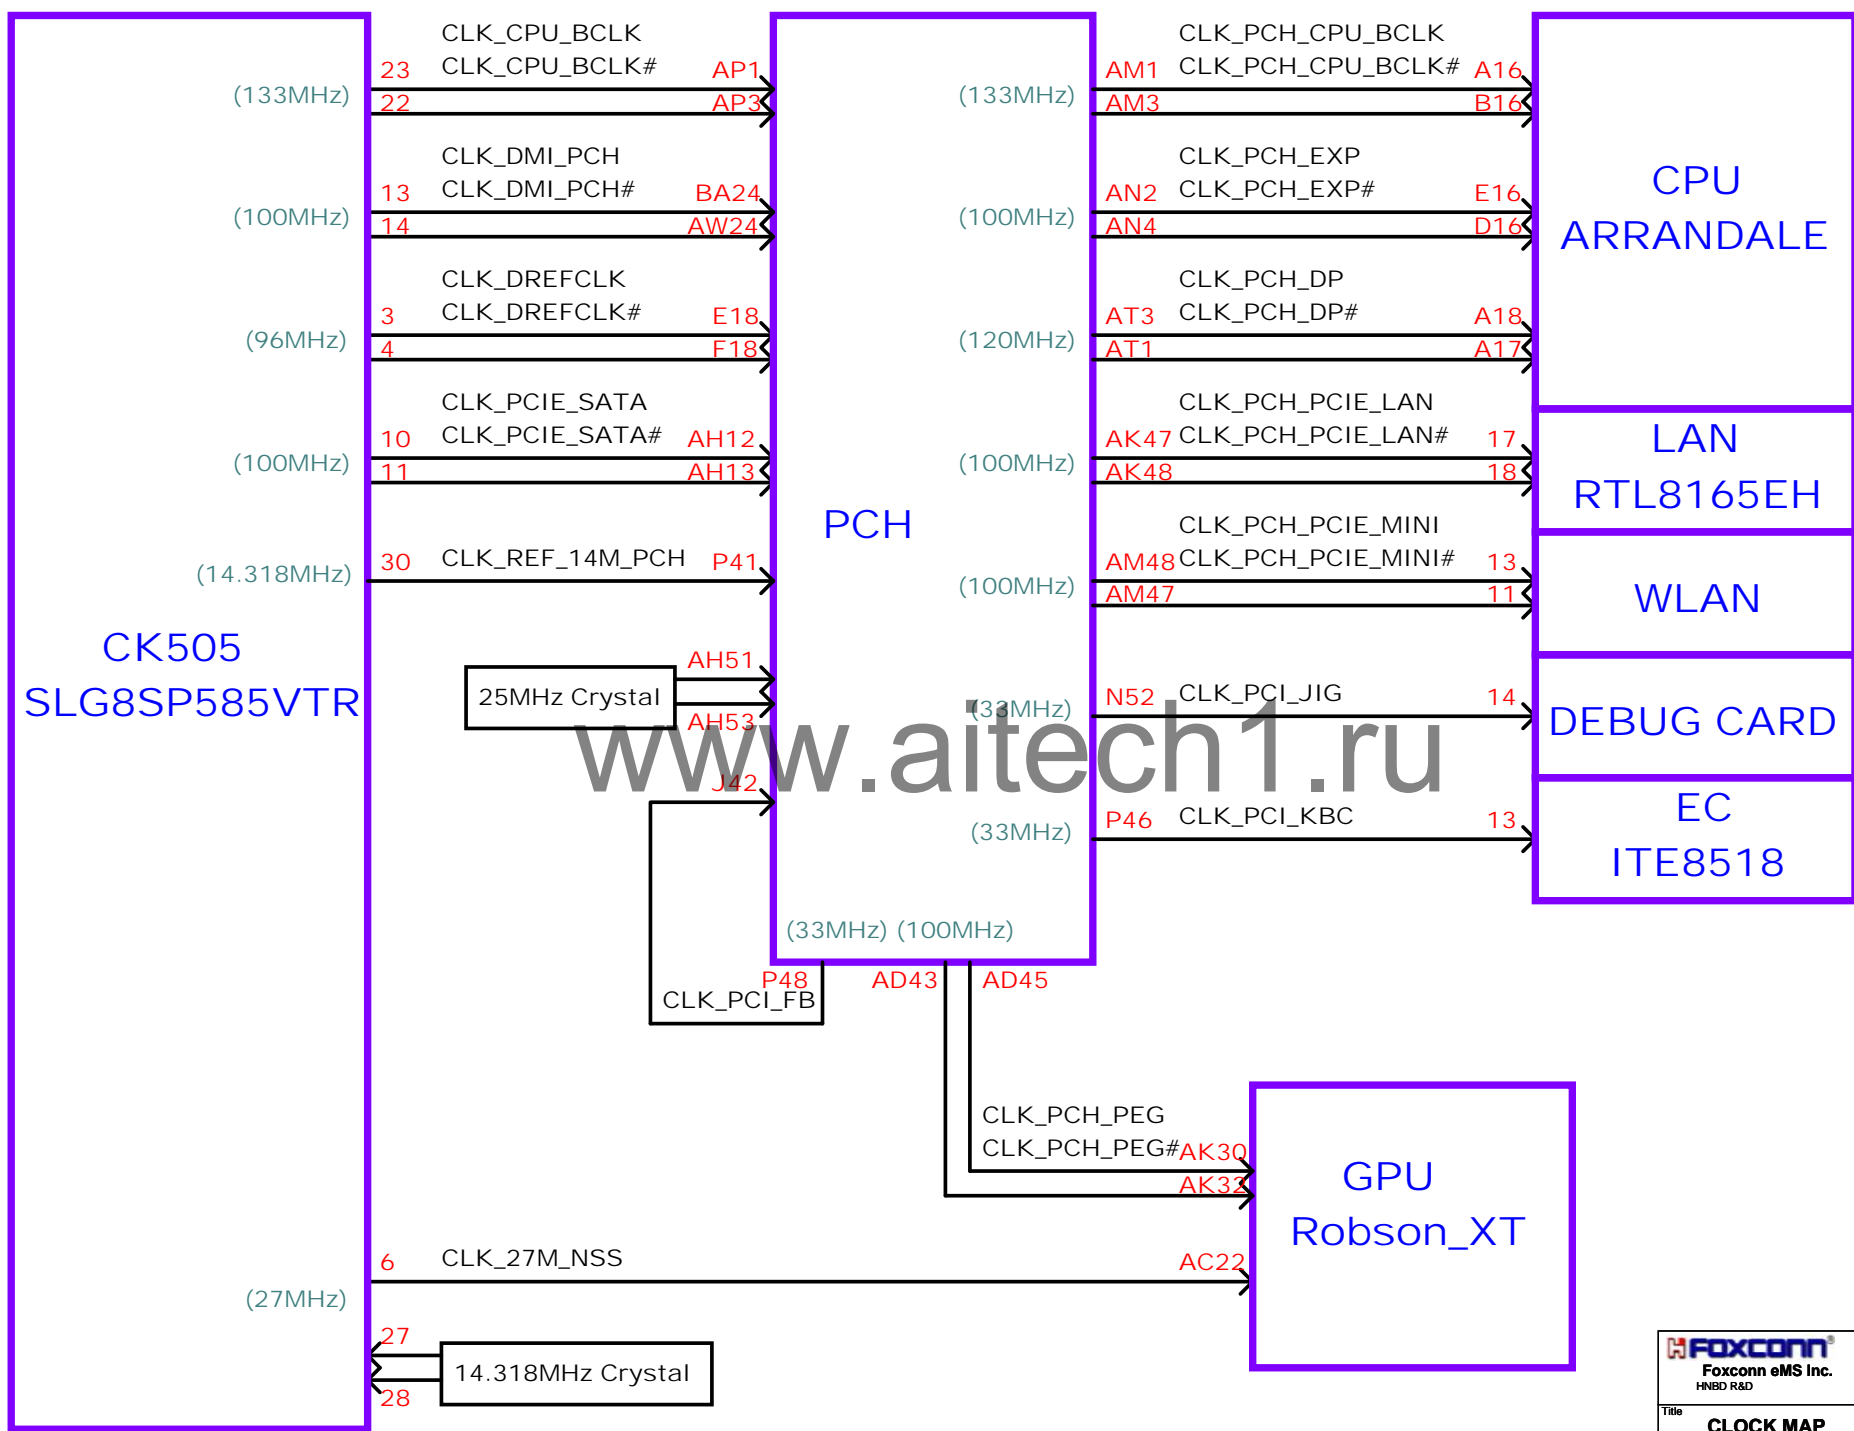 CLK_CPU_BCLK
CLK_CPU_BCLK#
23
AP1
(133MHz)
22
AP3
CLK_DMI_PCH
CLK_DMI_PCH#
13
BA24
(100MHz)
14
AW24
CLK_DREFCLK
CLK_DREFCLK#
3
E18
(96MHz)
4
F18
CLK_PCIE_SATA
CLK_PCIE_SATA#
10
AH12
(100MHz)
11
AH13
30
CLK_REF_14M_PCH
P41
(14.318MHz)
CK505
SLG8SP585VTR
AH51
25MHz Crystal
AH53
J42
PCH
CLK_PCH_CPU_BCLK
CLK_PCH_CPU_BCLK#
AM1
A16
(133MHz)
AM3
B16
CLK_PCH_EXP
CLK_PCH_EXP#
AN2
E16
(100MHz)
AN4
D16
CLK_PCH_DP
CLK_PCH_DP#
AT3
A18
(120MHz)
AT1
A17
CPU
ARRANDALE
CLK_PCH_PCIE_LAN
CLK_PCH_PCIE_LAN#
AK47
17
(100MHz)
AK48
18
LAN
RTL8165EH
CLK_PCH_PCIE_MINI
CLK_PCH_PCIE_MINI#
AM48
13
(100MHz)
AM47
11
WLAN
N52
CLK_PCI_JIG
14
(33MHz)
DEBUG CARD
www.aitech1.ru
P46
CLK_PCI_KBC
13
(33MHz)
EC
ITE8518
(33MHz) (100MHz)
P48
AD43
AD45
CLK_PCI_FB
CLK_PCH_PEG
CLK_PCH_PEG#
AK30
AK32
GPU
Robson_XT
6
CLK_27M_NSS
AC22
(27MHz)
27
14.318MHz Crystal
28
FOXCONN®
Foxconn eMS Inc.
HNBD R&D
Title
CLOCK MAP